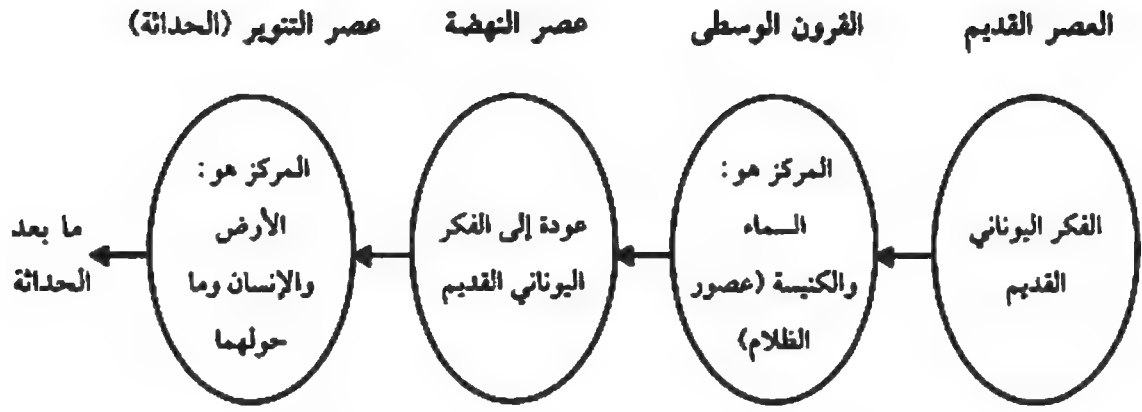 العصر القديم
القرون الوسطى
عصر النهضة
عصر التنوير (الحداثة)
الفكر اليوناني
القديم
المركز هو:
السماء
والكنيسة (عصور
الظلام)
عودة إلى الفكر
اليوناني القديم
المركز هو:
الأرض
والإنسان وما
حولهما
ما بعد
الحداثة